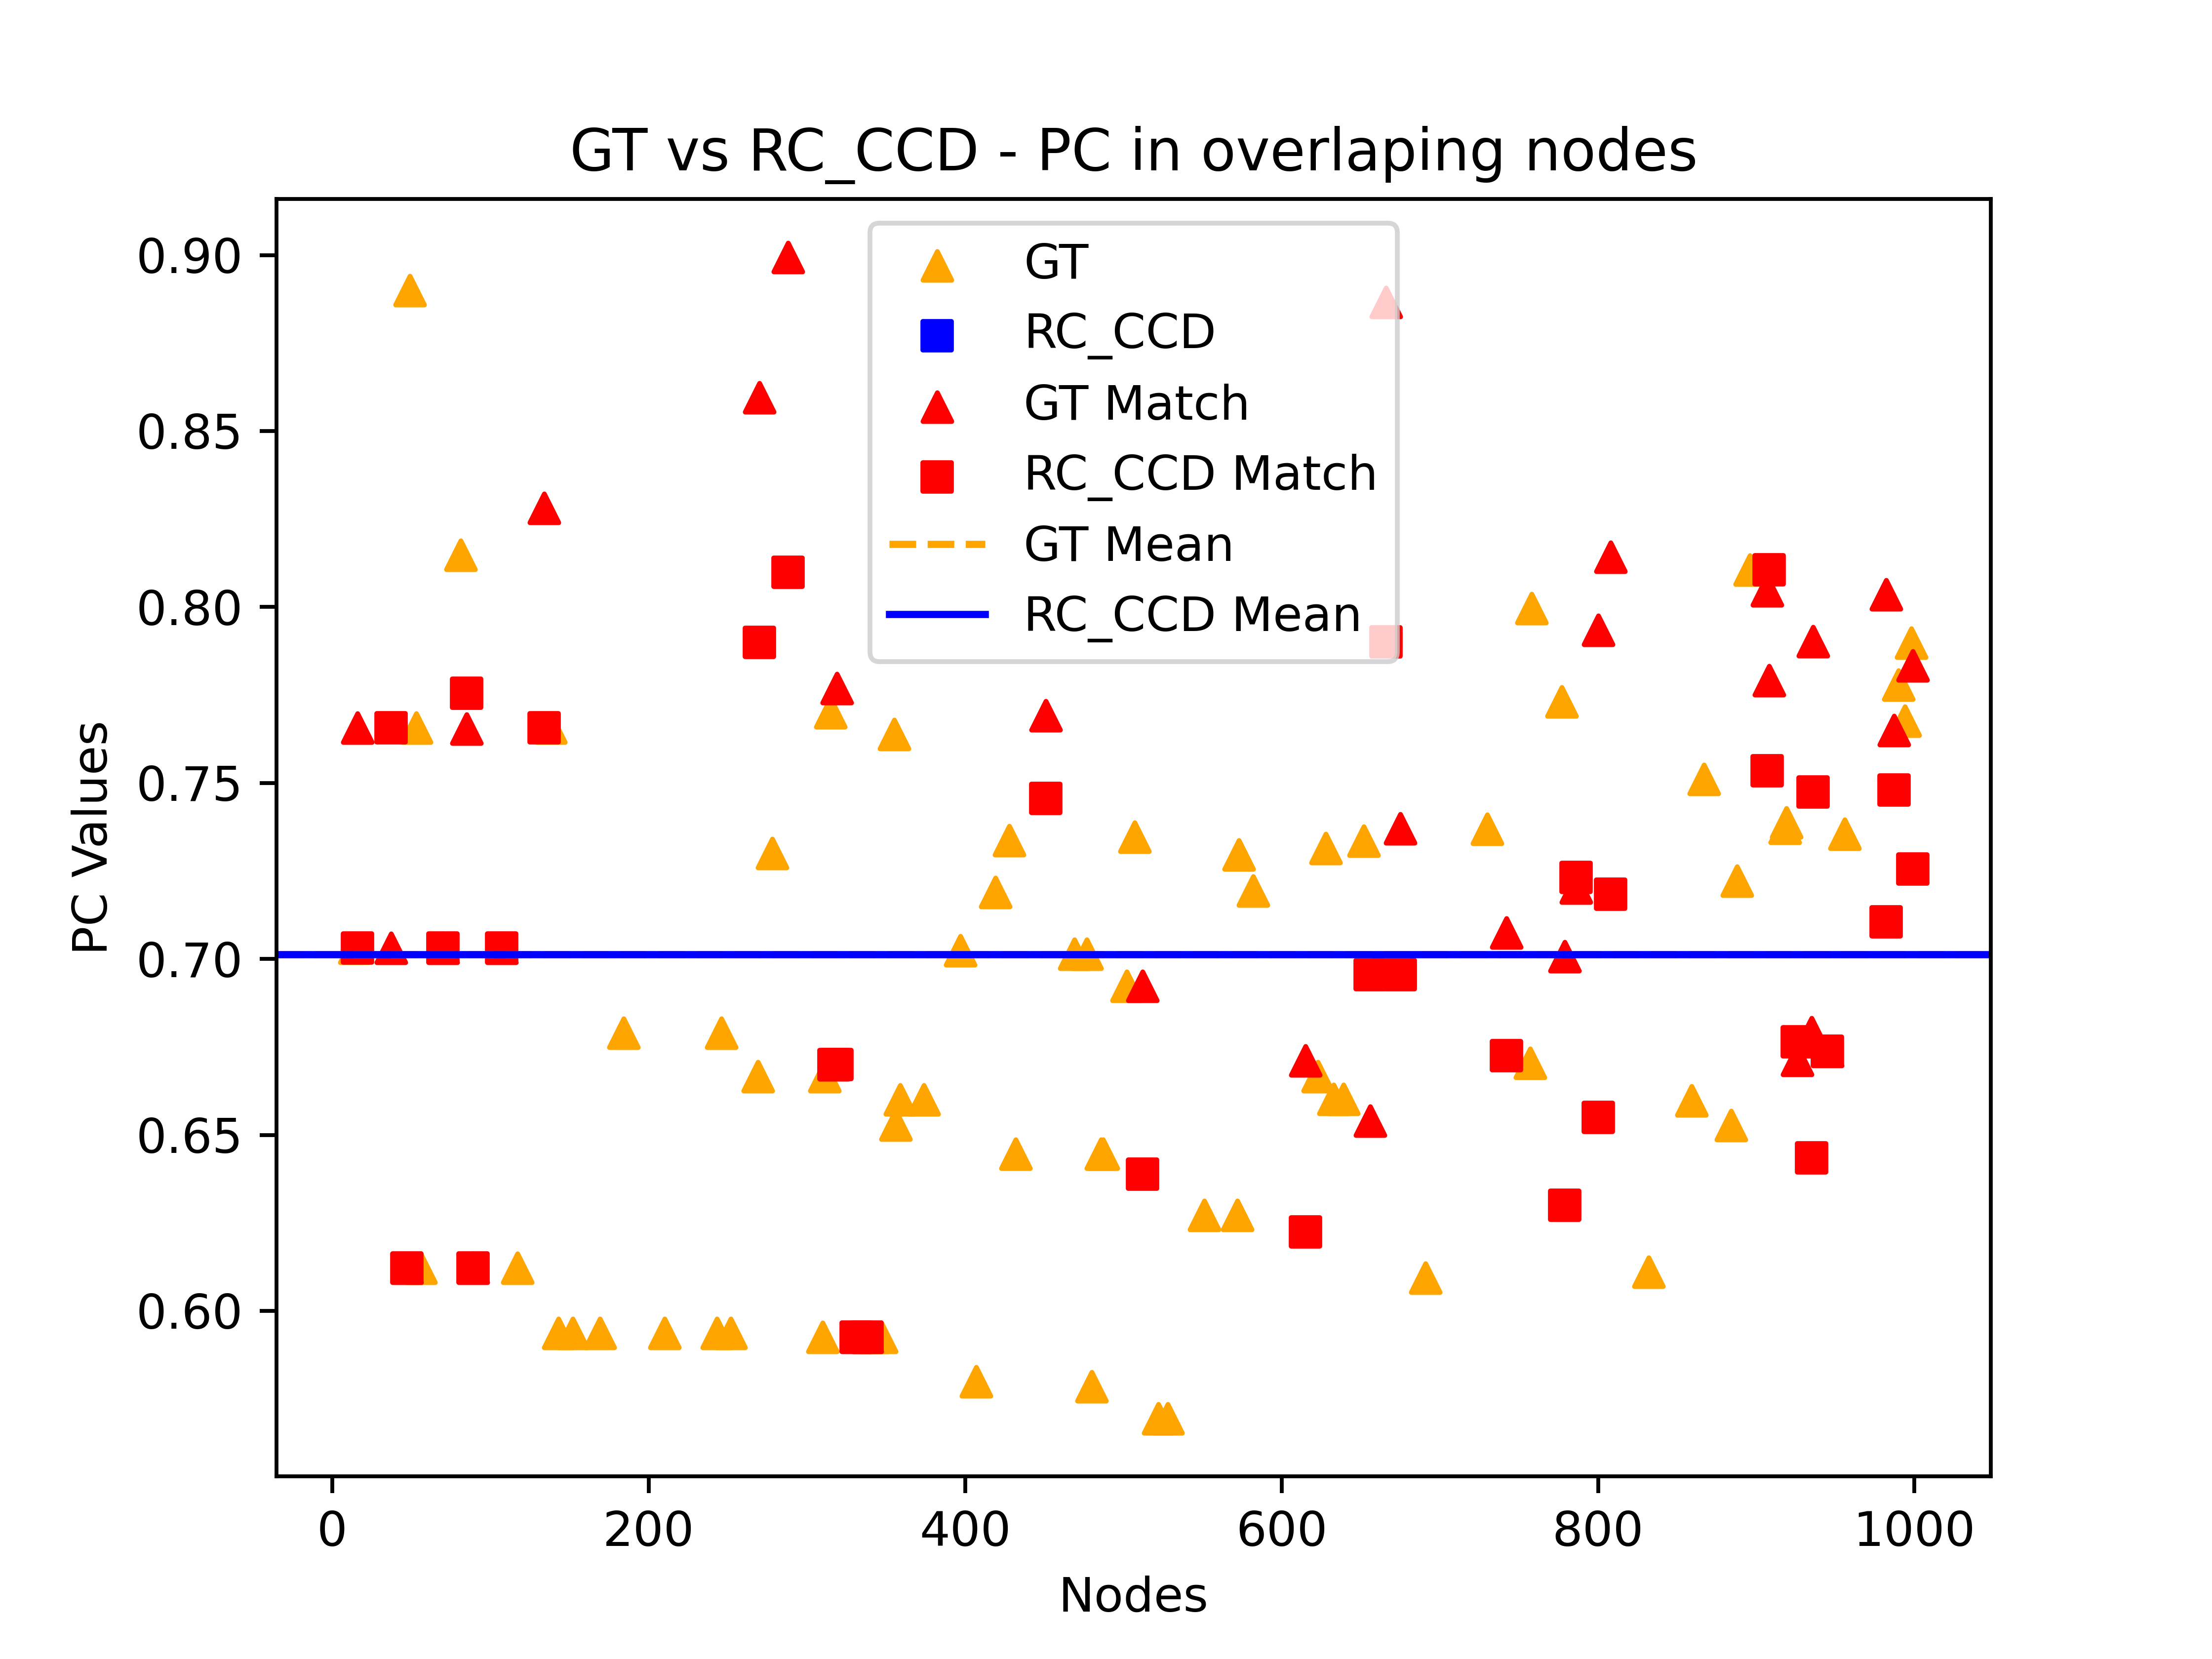 GT vs RC_CCD - PC in overlaping nodes
GT
RC_CCD
GT Match
RC_CCD Match
GT Mean
RC_CCD Mean
PC Values
0.90
0.85
0.80
0.75
0.70
0.65
0.60
0 200 400 600 800 1000
Nodes